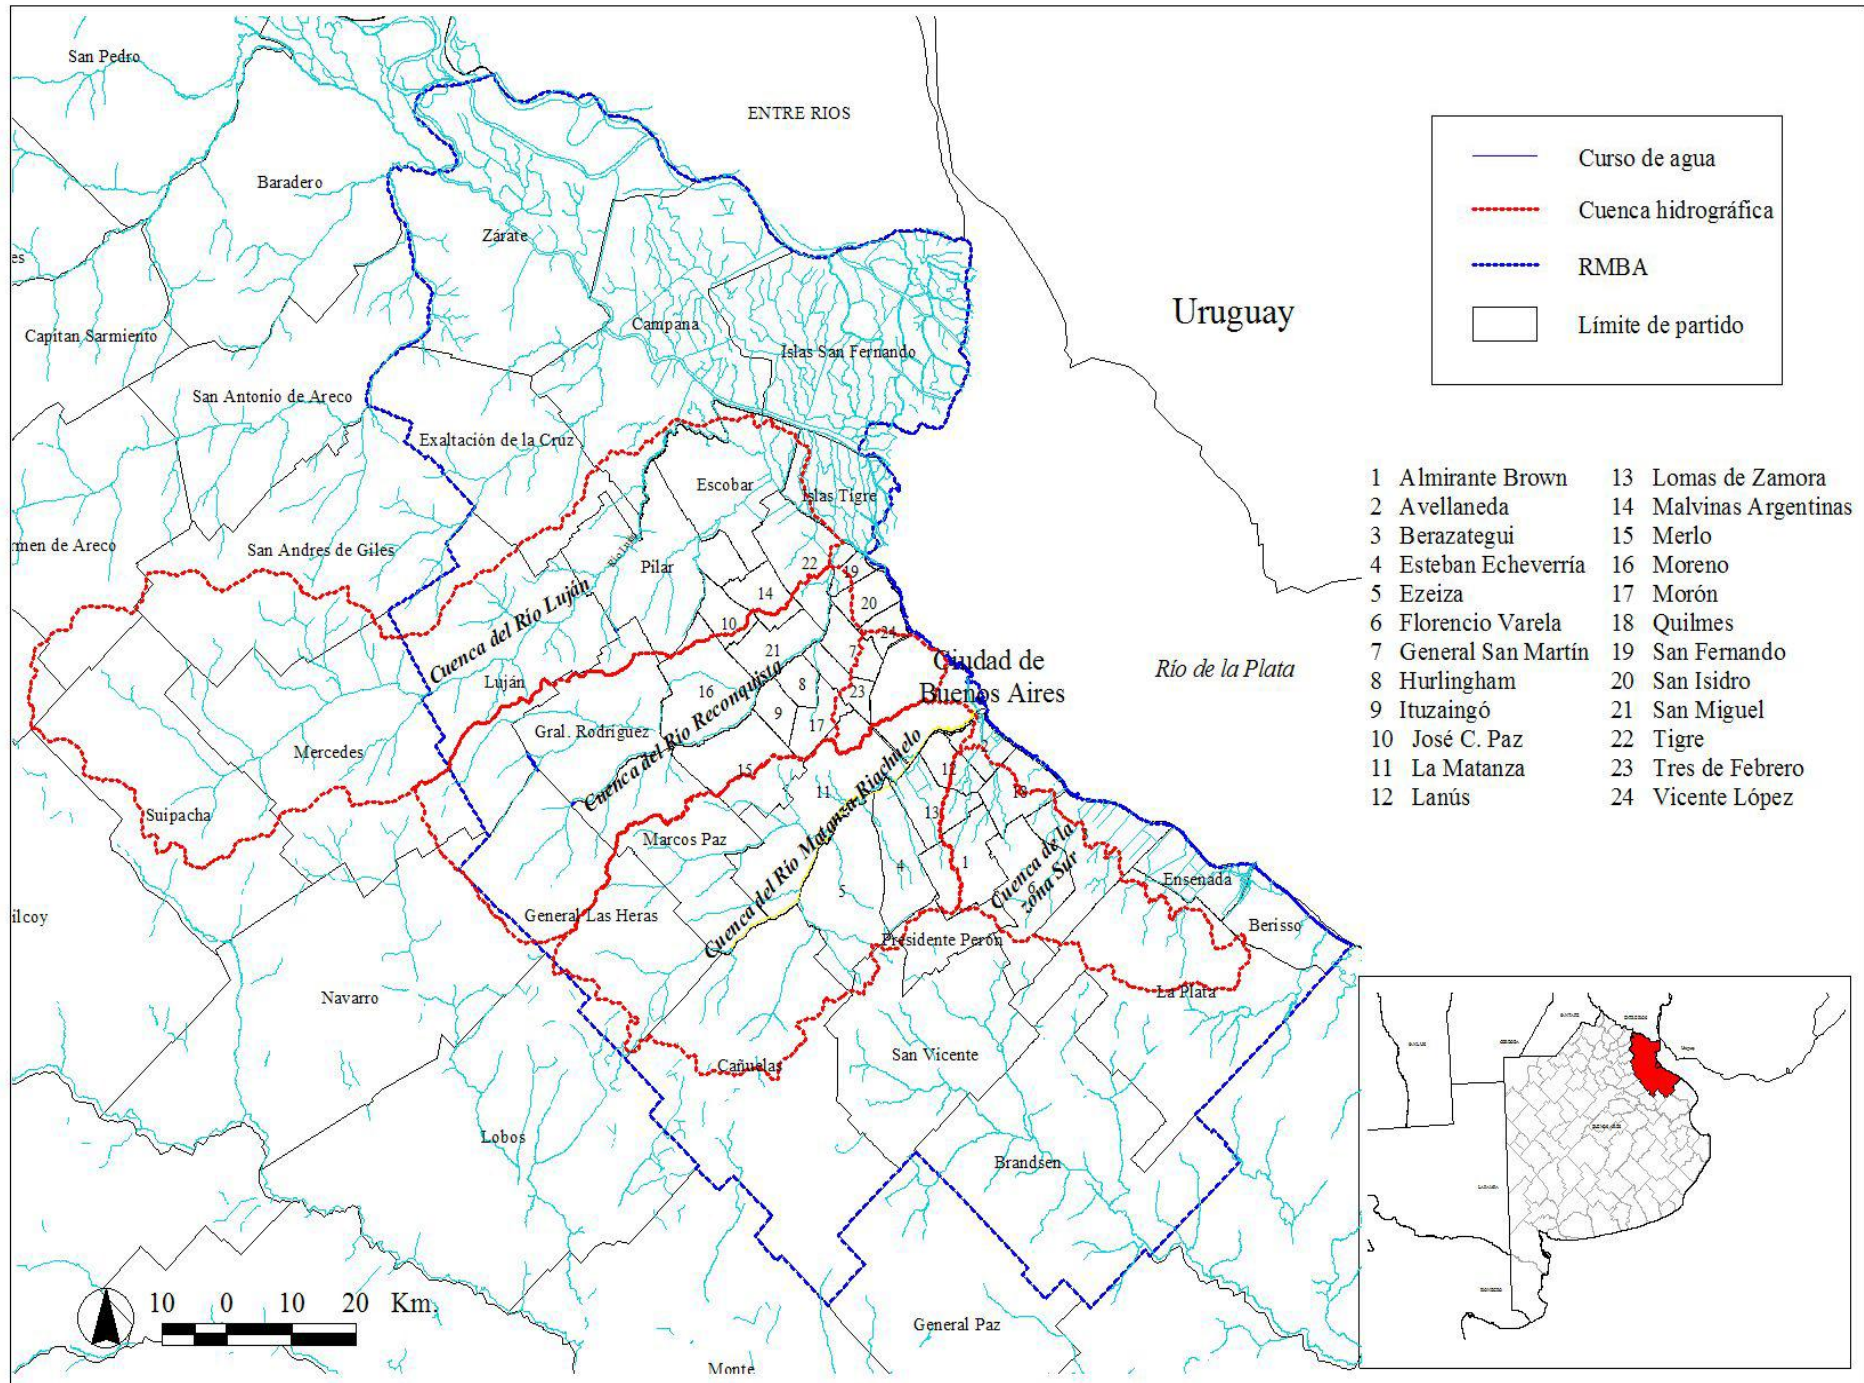 San Pedro
ENTRE RIOS
Baradero
Zárate
es
Capitan Sarmiento
Campana
Islas San Fernando
San Antonio de Areco
Exaltación de la Cruz
Escobar
Islas Tigre
rmen de Areco
San Andres de Giles
Pilar
22
19
14
20
Cuenca del Río Luján
10
24
21
7
Luján
16
8
23
Ciudad de
Buenos Aires
9
17
Gral. Rodríguez
Cuenca del Río Reconquista
Mercedes
15
11
2
12
18
Suipacha
Marcos Paz
13
Cuenca del Río Matanza-Riachuelo
4
1
5
6
Cuenca de la
zona Sur
Ensenada
ilcoy
General Las Heras
Presidente Perón
Berisso
Navarro
La Plata
Cañuelas
San Vicente
Lobos
Brandsen
General Paz
Monte
10 0 10 20 Km.
Uruguay
Río de la Plata
Curso de agua
Cuenca hidrográfica
RMBA
Límite de partido
1 Almirante Brown
2 Avellaneda
3 Berazategui
4 Esteban Echeverría
5 Ezeiza
6 Florencio Varela
7 General San Martín
8 Hurlingham
9 Ituzaingó
10 José C. Paz
11 La Matanza
12 Lanús
13 Lomas de Zamora
14 Malvinas Argentinas
15 Merlo
16 Moreno
17 Morón
18 Quilmes
19 San Fernando
20 San Isidro
21 San Miguel
22 Tigre
23 Tres de Febrero
24 Vicente López